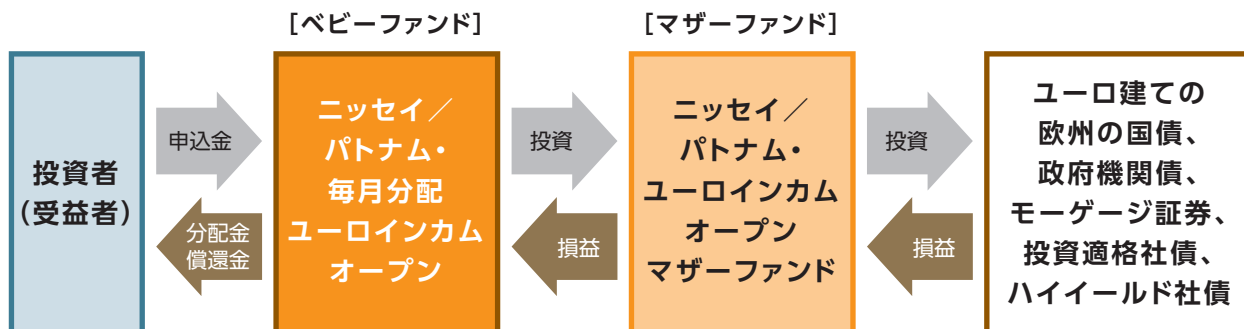 [ベビーファンド]
[マザーファンド]
投資者
(受益者)
申込金
分配金
償還金
ニッセイ／
パトナム・
毎月分配
ユーロインカム
オープン
投資
損益
ニッセイ／
パトナム・
ユーロインカム
オープン
マザーファンド
投資
損益
ユーロ建ての
欧州の国債、
政府機関債、
モーゲージ証券、
投資適格社債、
ハイイールド社債